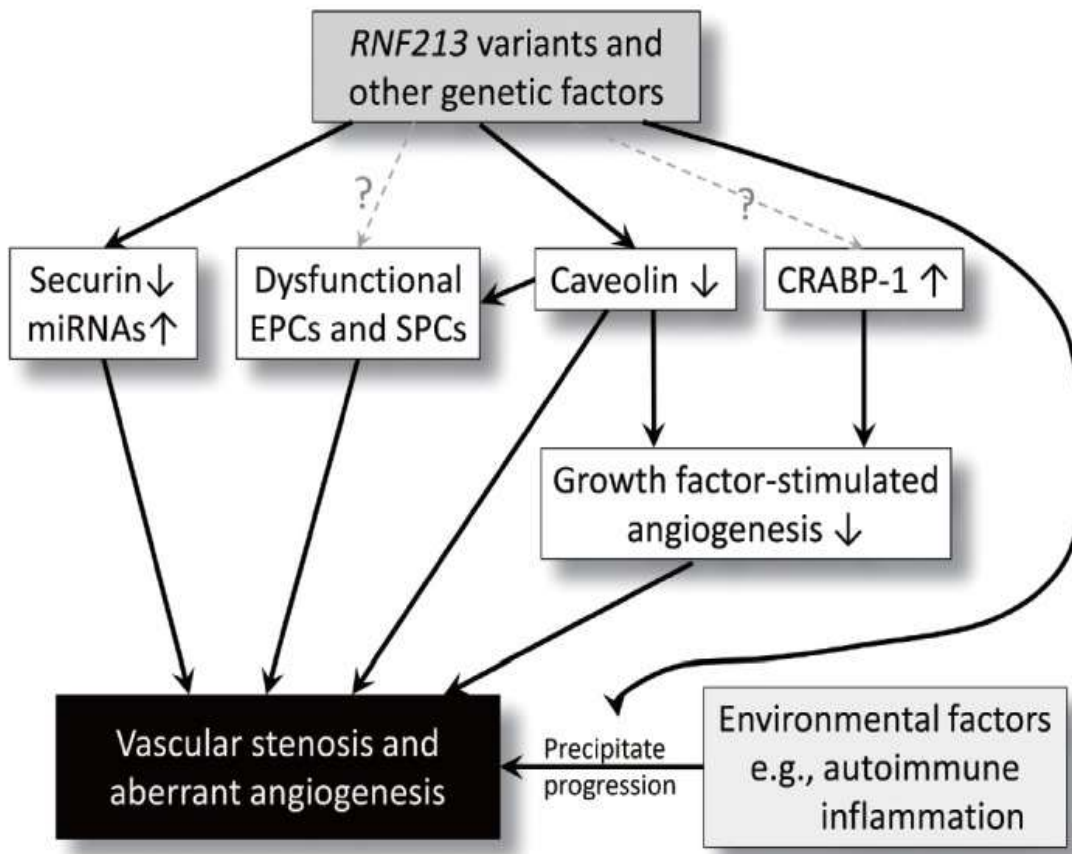 RNF213 variants and
other genetic factors
?
?
Securin↓
miRNAs↑
Dysfunctional
EPCs and SPCs
Caveolin ↓
CRABP-1 ↑
Growth factor-stimulated
angiogenesis ↓
Vascular stenosis and
aberrant angiogenesis
Precipitate
progression
Environmental factors
e.g., autoimmune
inflammation